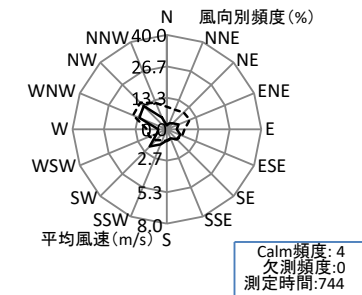 N 風向別頻度(%)
40.0
NNW NNE
NW NE
26.7
WNW ENE
13.3
W 0.0 E
2.7
WSW ESE
5.3
SW SE
SSW SSE
8.0
平均風速(m/s) S
Calm頻度: 4
欠測頻度:0
測定時間:744